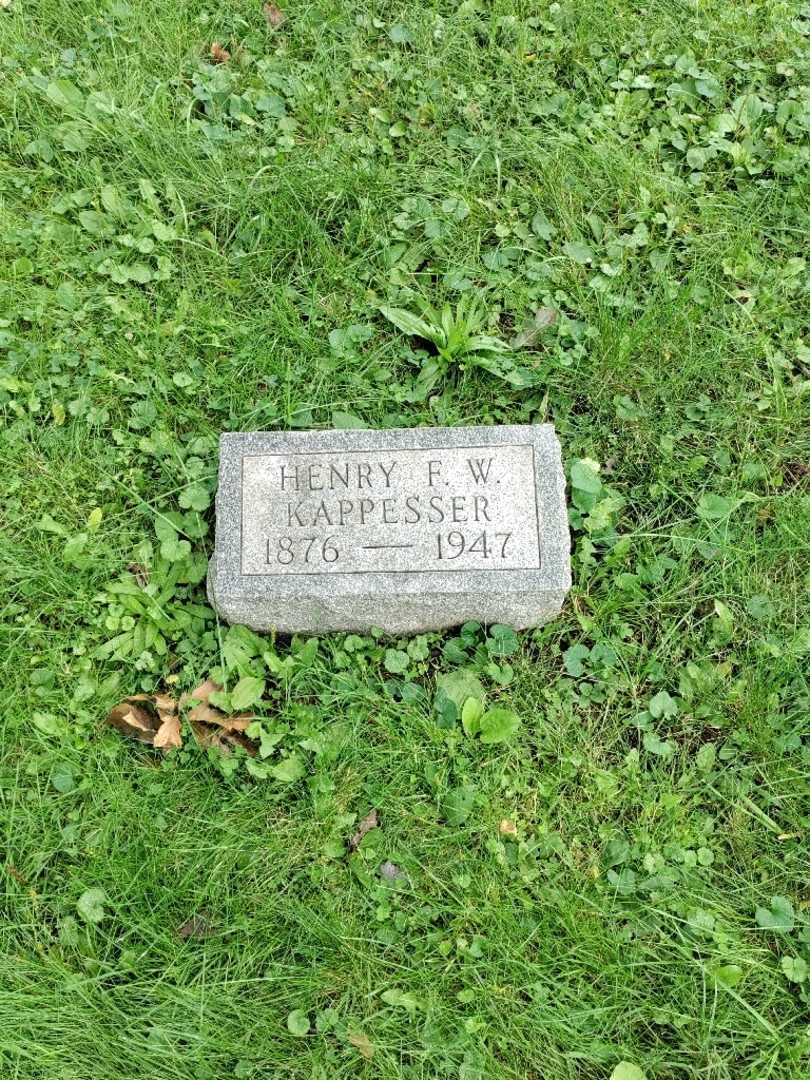 HENRY F. W.
KAPPESSER
1876 — 1947